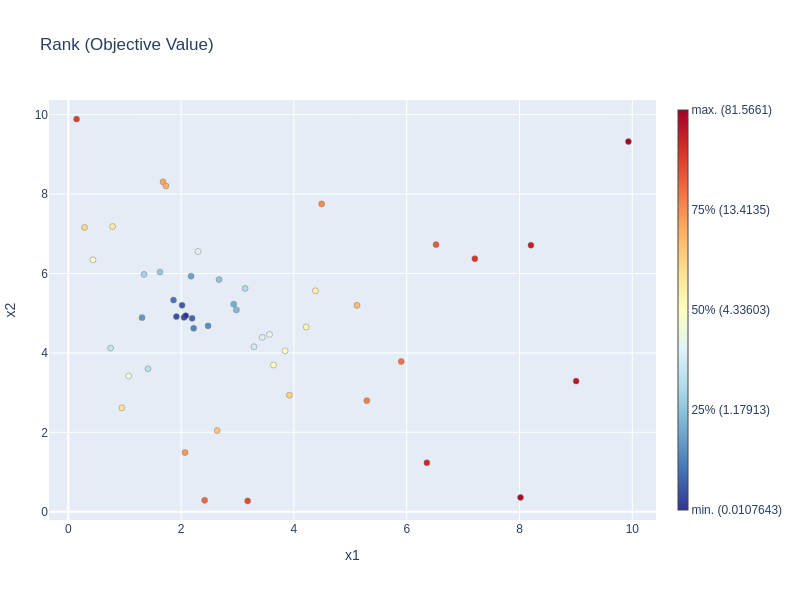 Rank (Objective Value)
max. (81.5661)
75% (13.4135)
50% (4.33603)
25% (1.17913)
min. (0.0107643)
10
8
6
4
2
0
x2
0 2 4 6 8 10
x1